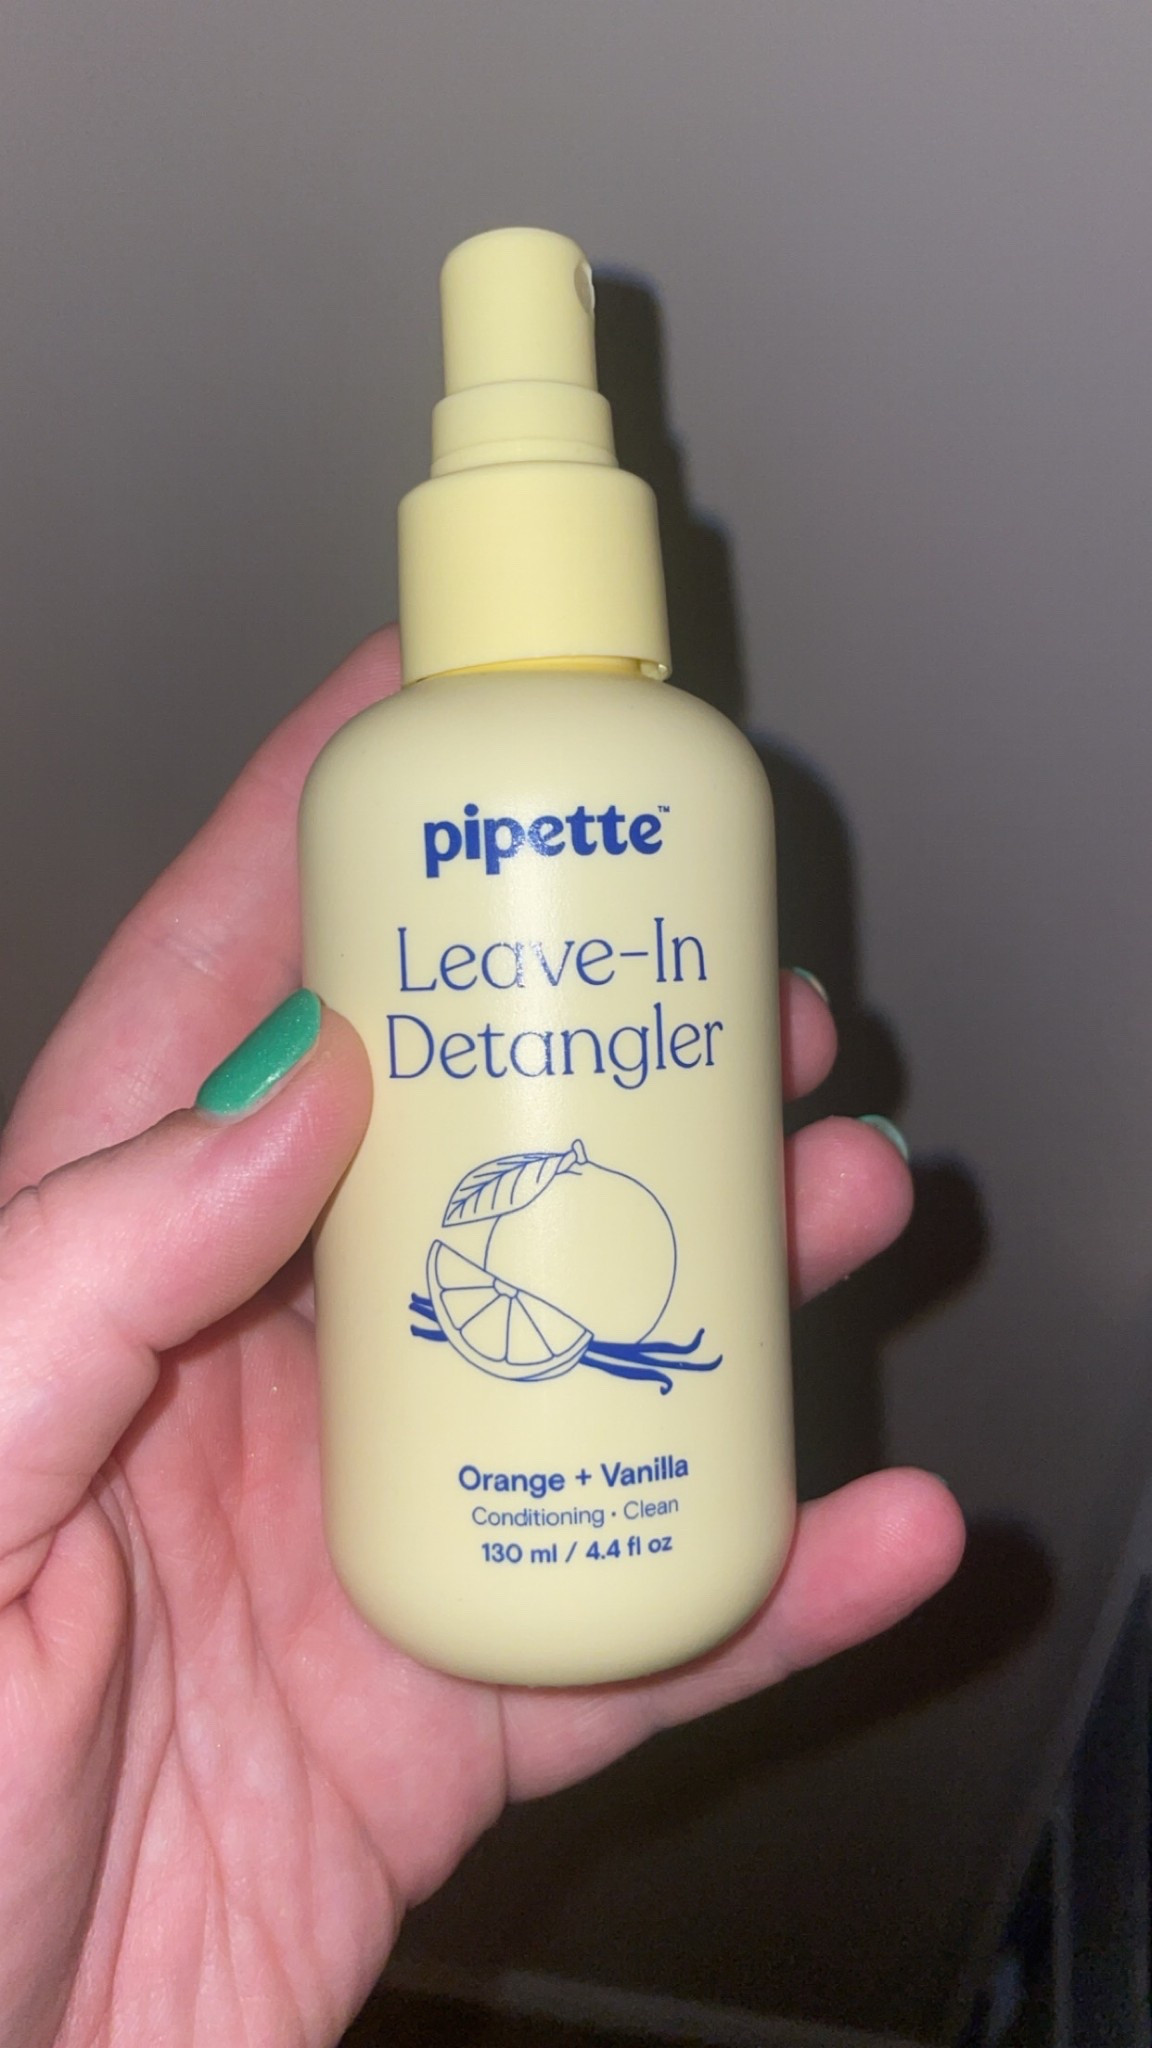 pipette™
Leave-In
Detangler
Orange + Vanilla
Conditioning · Clean
130 ml / 4.4 fl oz